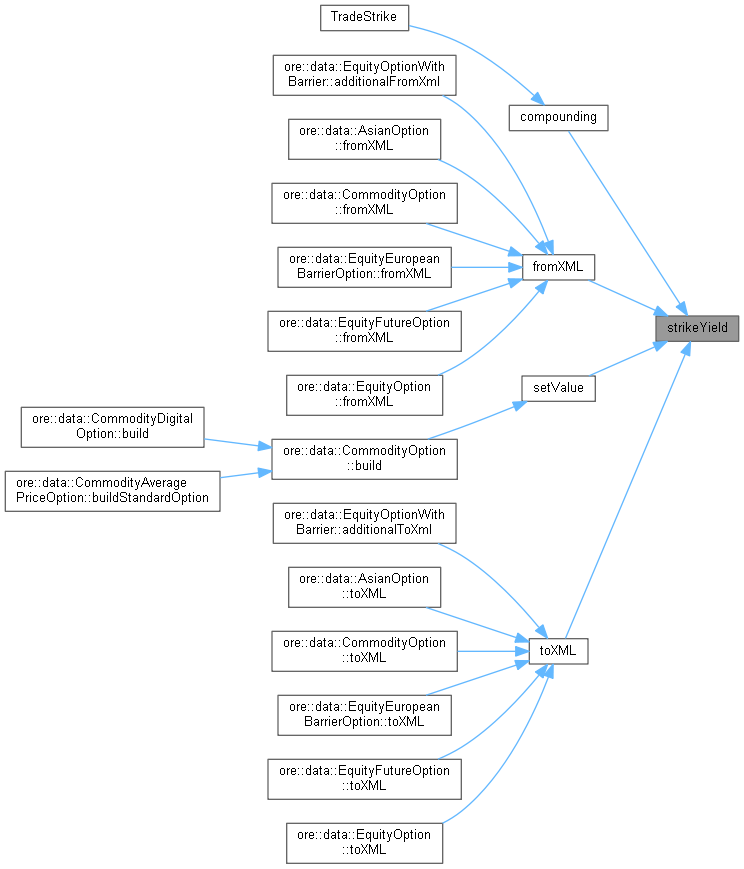 TradeStrike
ore::data::EquityOptionWith
Barrier::additionalFromXml
compounding
ore::data::AsianOption
::fromXML
ore::data::CommodityOption
::fromXML
ore::data::EquityEuropean
BarrierOption::fromXML
fromXML
ore::data::EquityFutureOption
::fromXML
strikeYield
ore::data::EquityOption
::fromXML
setValue
ore::data::CommodityDigital
Option::build
ore::data::CommodityOption
::build
ore::data::CommodityAverage
PriceOption::buildStandardOption
ore::data::EquityOptionWith
Barrier::additionalToXml
ore::data::AsianOption
::toXML
ore::data::CommodityOption
::toXML
toXML
ore::data::EquityEuropean
BarrierOption::toXML
ore::data::EquityFutureOption
::toXML
ore::data::EquityOption
::toXML